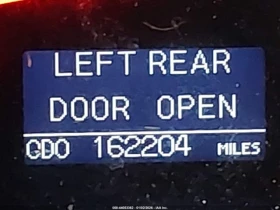 LEFT REAR
DOOR OPEN
ODO 162204 MILES